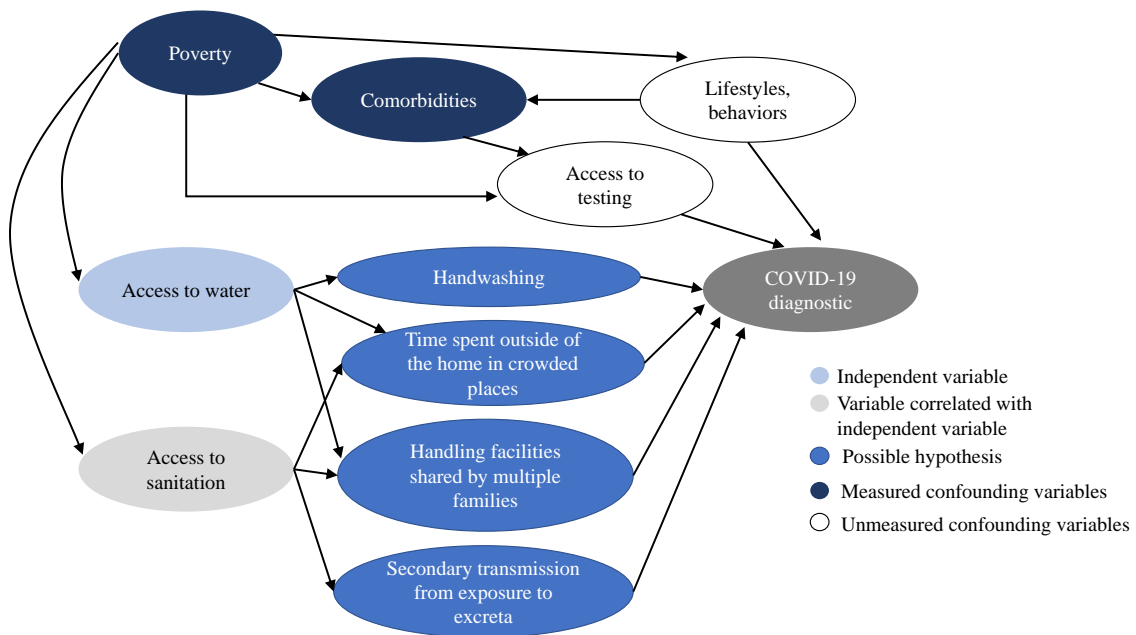 Poverty
Comorbidities
Lifestyles,
behaviors
Access to
testing
Access to water
Handwashing
COVID-19
diagnostic
Time spent outside of
the home in crowded
places
Access to
sanitation
Handling facilities
shared by multiple
families
Secondary transmission
from exposure to
excreta
Independent variable
Variable correlated with
independent variable
Possible hypothesis
Measured confounding variables
Unmeasured confounding variables